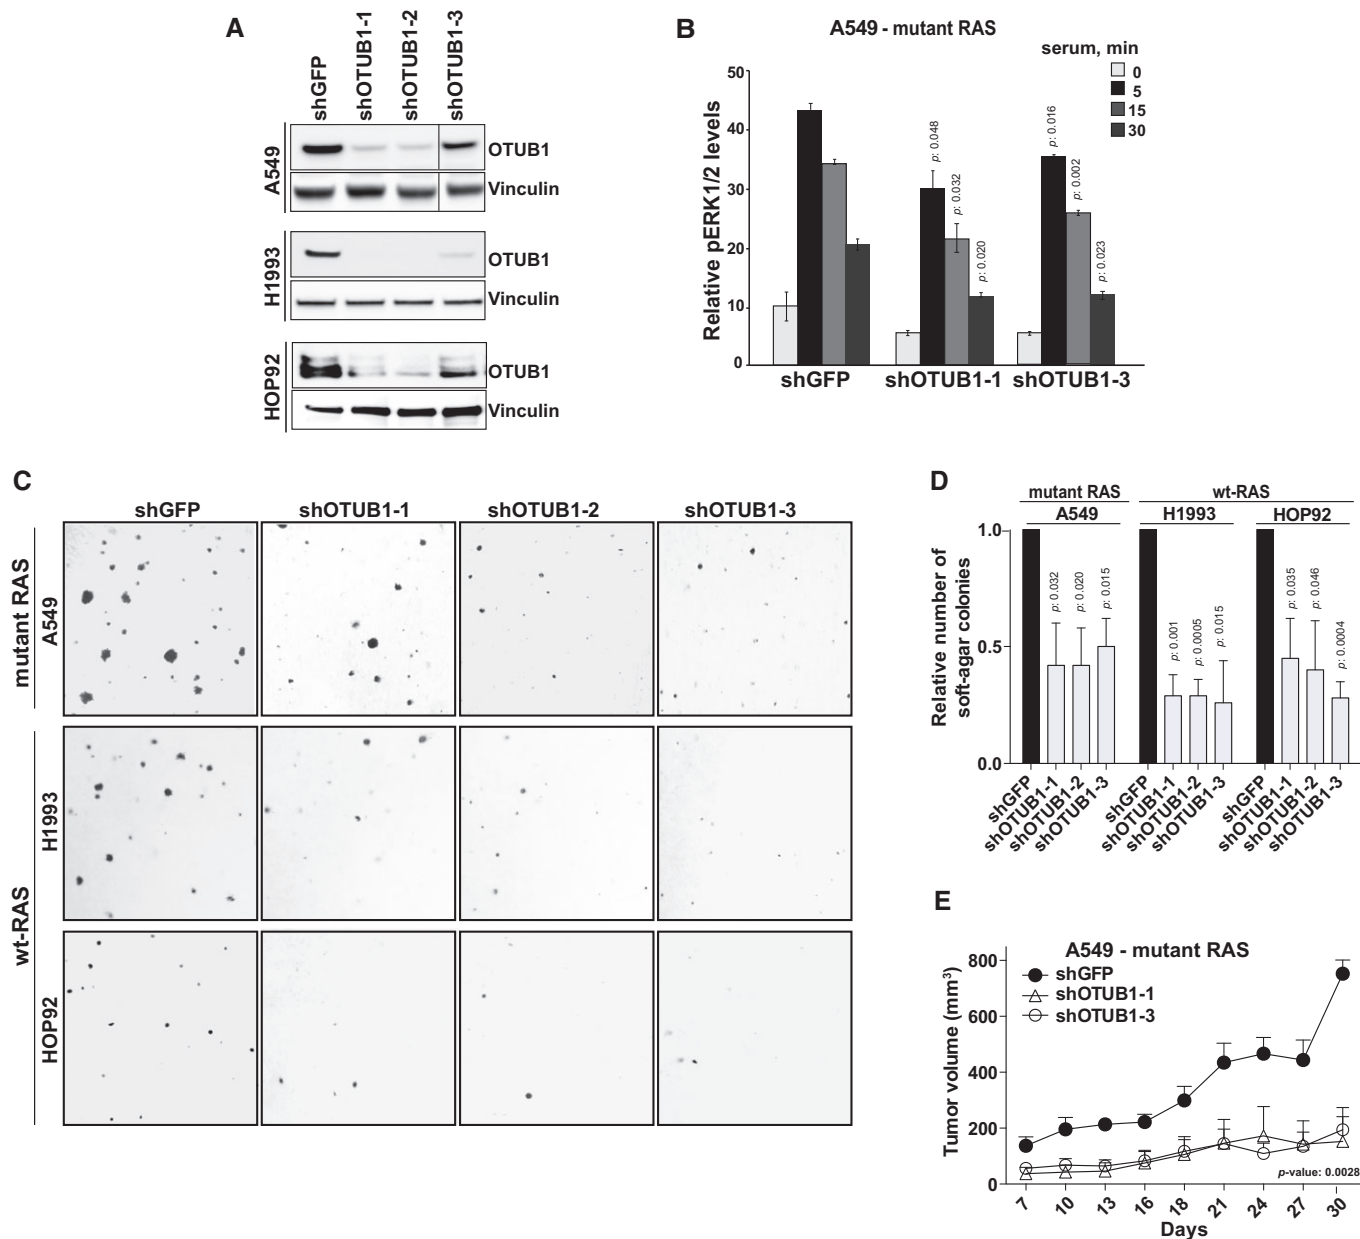 A
shGFP
shOTUB1-1
shOTUB1-2
shOTUB1-3
A549
OTUB1
Vinculin
H1993
OTUB1
Vinculin
HOP92
OTUB1
Vinculin
B
A549 - mutant RAS
serum, min
0
5
15
30
Relative pERK1/2 levels
50
40
30
20
10
0
p: 0.048
p: 0.032
p: 0.020
p: 0.016
p: 0.002
p: 0.023
shGFP
shOTUB1-1
shOTUB1-3
C
shGFP
shOTUB1-1
shOTUB1-2
shOTUB1-3
mutant RAS
A549
wt-RAS
H1993
HOP92
D
mutant RAS
wt-RAS
A549
H1993
HOP92
Relative number of
soft-agar colonies
1.0
0.5
0.0
p: 0.032
p: 0.020
p: 0.015
p: 0.001
p: 0.0005
p: 0.015
p: 0.035
p: 0.046
p: 0.0004
shGFP
shOTUB1-1
shOTUB1-2
shOTUB1-3
shGFP
shOTUB1-1
shOTUB1-2
shOTUB1-3
shGFP
shOTUB1-1
shOTUB1-2
shOTUB1-3
E
A549 - mutant RAS
shGFP
shOTUB1-1
shOTUB1-3
Tumor volume (mm³)
800
600
400
200
0
p-value: 0.0028
7
10
13
16
18
21
24
27
30
Days